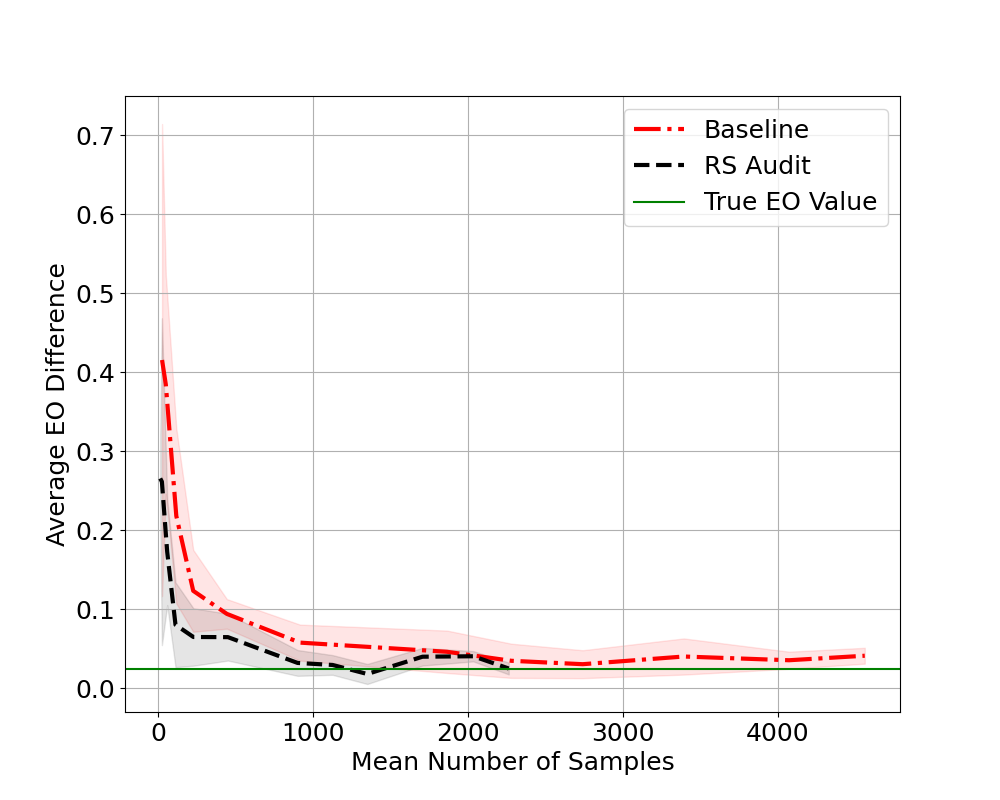 Baseline
RS Audit
True EO Value
Average EO Difference
0.7
0.6
0.5
0.4
0.3
0.2
0.1
0.0
0 1000 2000 3000 4000
Mean Number of Samples